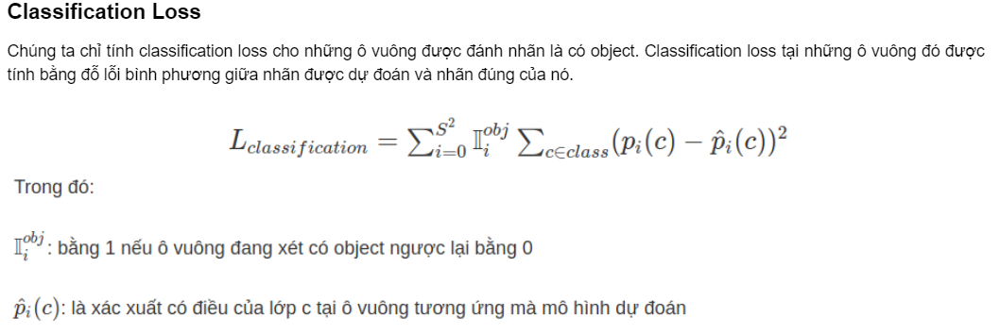 Classification Loss
Chúng ta chỉ tính classification loss cho những ô vuông được đánh nhãn là có object. Classification loss tại những ô vuông đó được
tính bằng đỗ lỗi bình phương giữa nhãn được dự đoán và nhãn đúng của nó.
$L_{classification} = \sum_{i=0}^{S^2} \mathbb{I}_i^{obj} \sum_{c \in class} (p_i(c) - \hat{p}_i(c))^2$
Trong đó:
$\mathbb{I}_i^{obj}$: bằng 1 nếu ô vuông đang xét có object ngược lại bằng 0
$\hat{p}_i(c)$: là xác xuất có điều của lớp c tại ô vuông tương ứng mà mô hình dự đoán